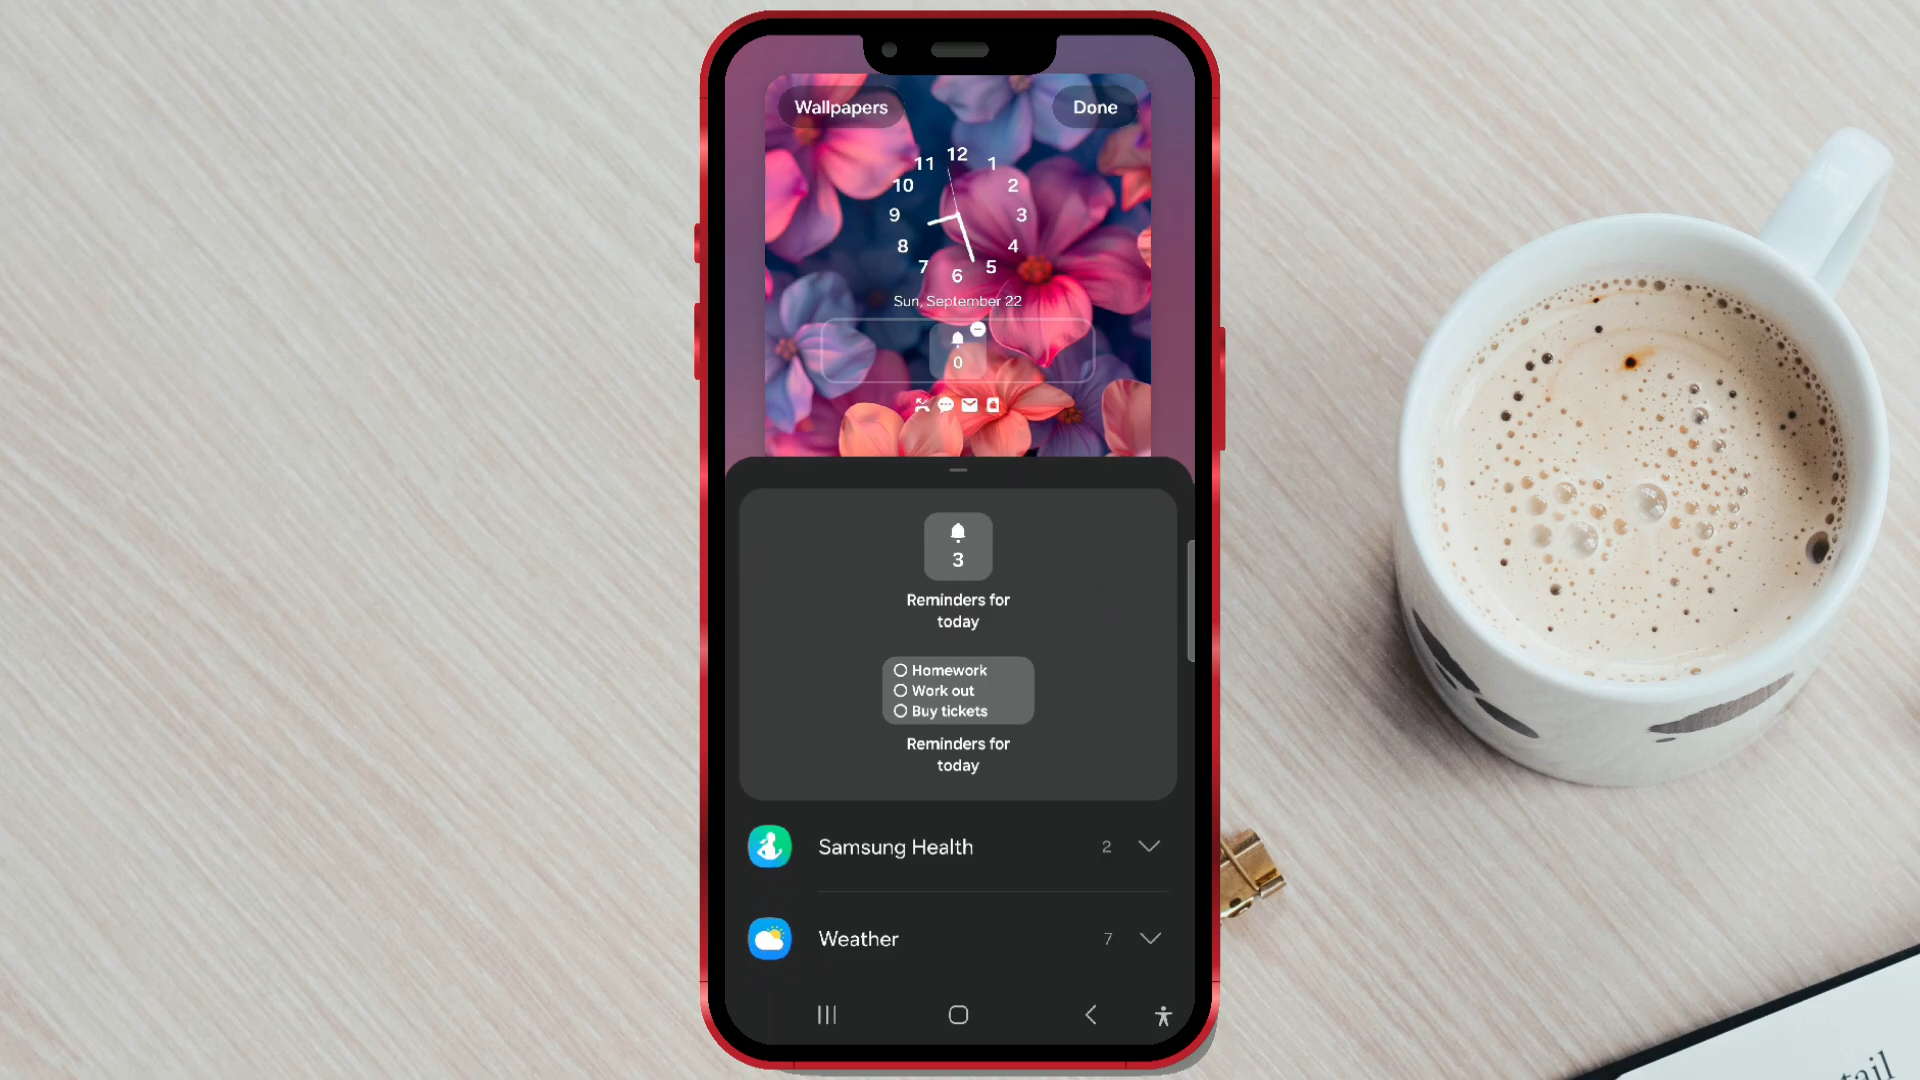 Wallpapers
Done
12
11
1
10
2
9
3
8
4
7
5
6
Sun, September 22
0
3
Reminders for
today
Homework
Work out
Buy tickets
Reminders for
today
Samsung Health
2
Weather
7